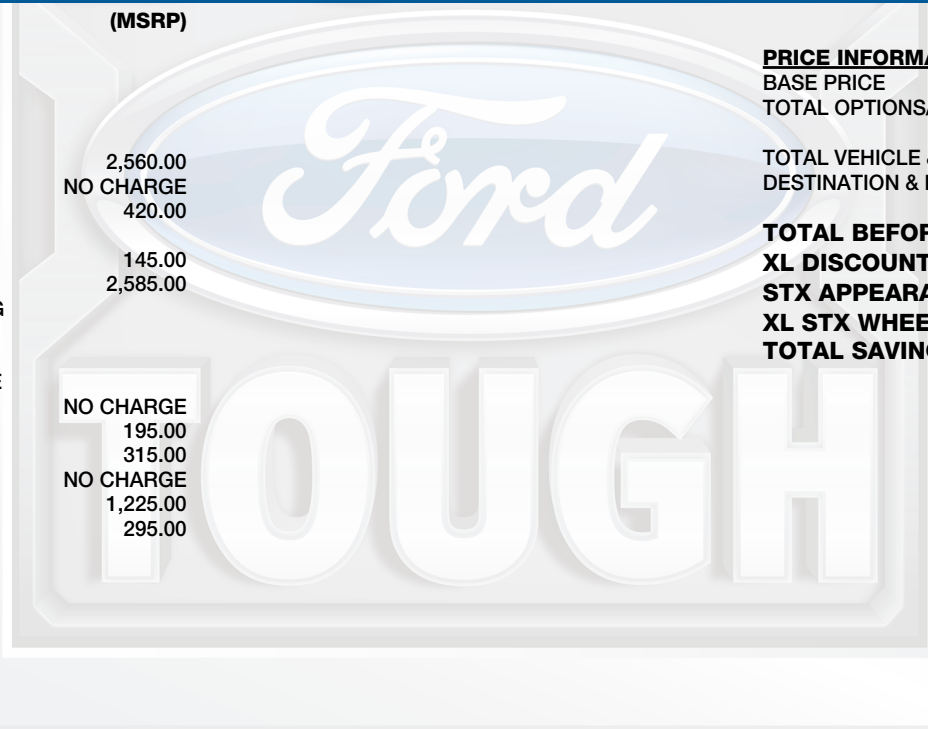 (MSRP)
2,560.00
NO CHARGE
420.00
145.00
2,585.00
G
E
NO CHARGE
195.00
315.00
NO CHARGE
1,225.00
295.00
Ford
TOUGH
PRICE INFORMA
BASE PRICE
TOTAL OPTIONS/
TOTAL VEHICLE &
DESTINATION &
TOTAL BEFOR
XL DISCOUNT
STX APPEARA
XL STX WHEE
TOTAL SAVING